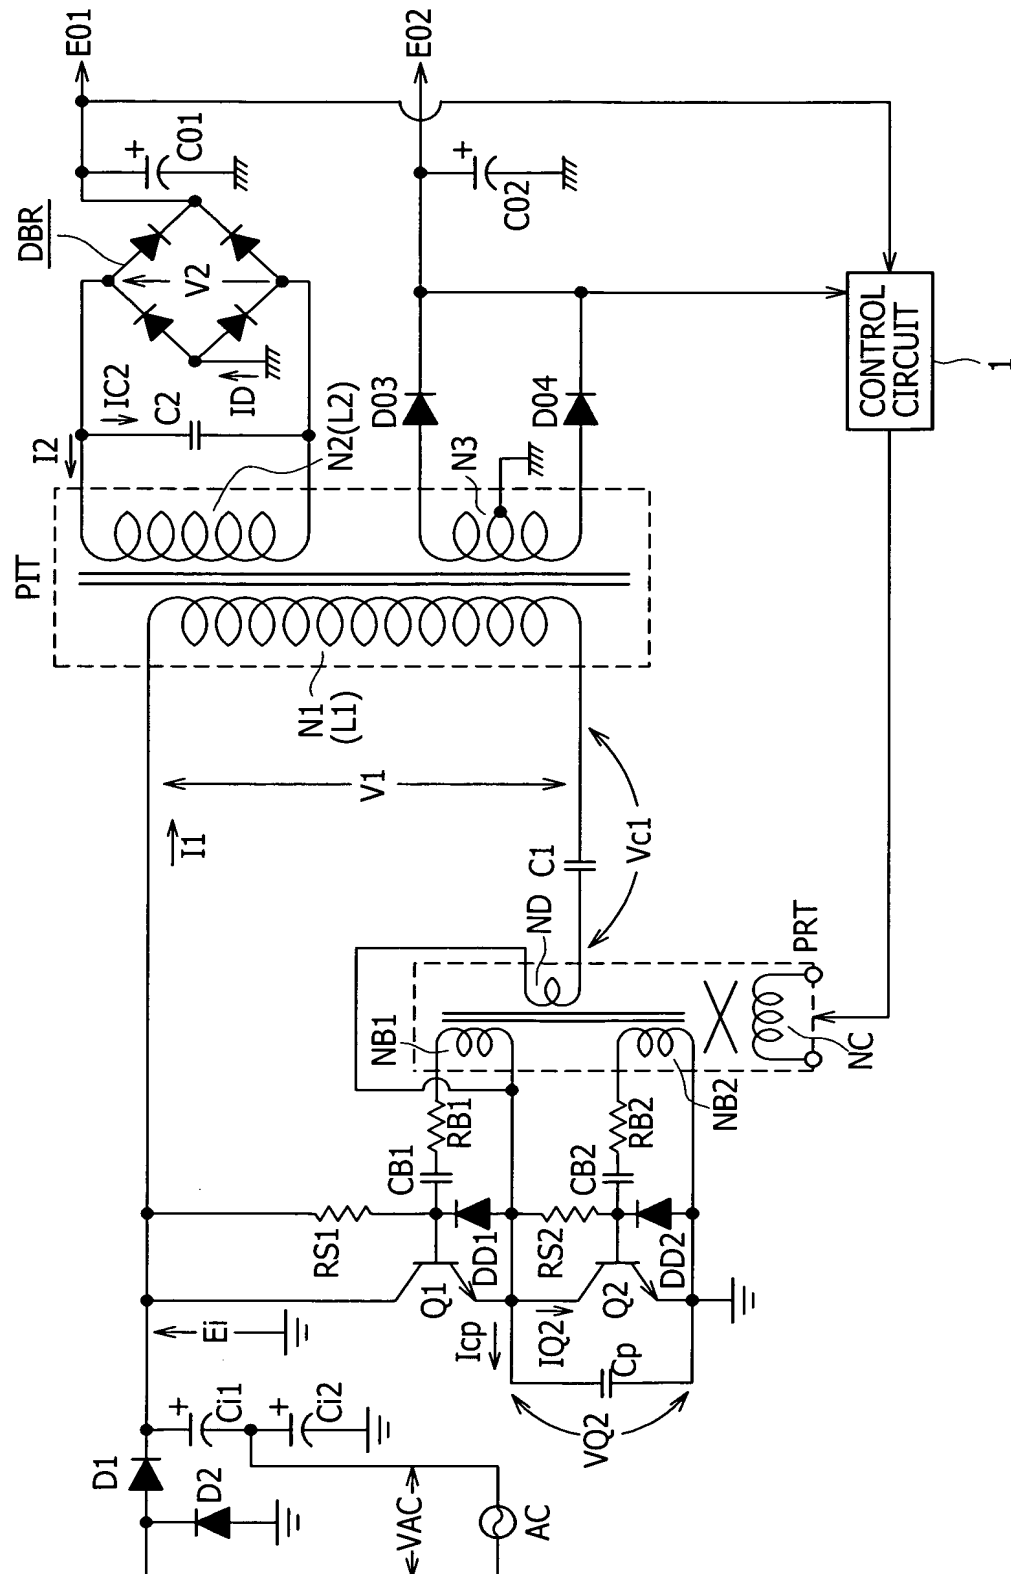 E01
E02
C01
+
DBR
V2
C02
+
IC2
C2
ID
I2
N2(L2)
D03
D04
N3
CONTROL
CIRCUIT
1
PIT
N1
(L1)
V1
I1
C1
Vc1
ND
PRT
NC
NB1
NB2
RB1
RB2
CB1
CB2
RS1
DD1
RS2
DD2
Q1
Q2
Ei
Icp
IQ2
Cp
VQ2
+
Ci1
+
Ci2
D1
D2
VAC
AC